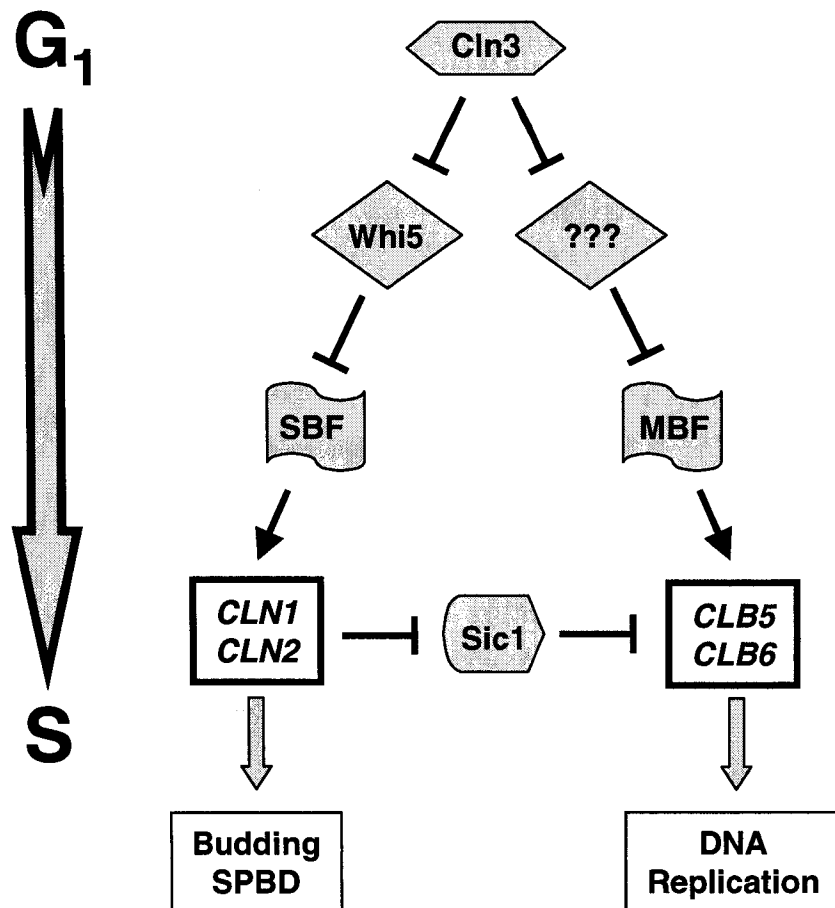 G1
Cln3
Whi5
???
SBF
MBF
CLN1
CLN2
Sic1
CLB5
CLB6
S
Budding
SPBD
DNA
Replication